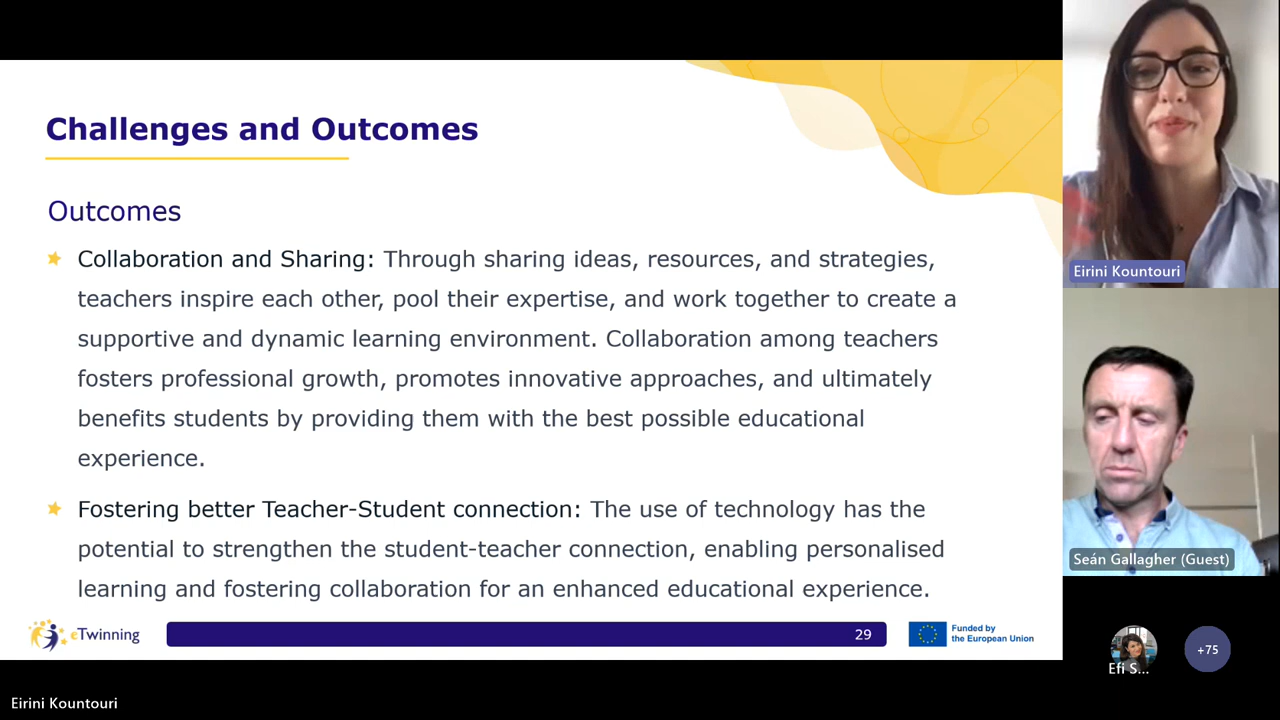 Challenges and Outcomes
Outcomes
Collaboration and Sharing: Through sharing ideas, resources, and strategies,
teachers inspire each other, pool their expertise, and work together to create a
supportive and dynamic learning environment. Collaboration among teachers
fosters professional growth, promotes innovative approaches, and ultimately
benefits students by providing them with the best possible educational
experience.
Fostering better Teacher-Student connection: The use of technology has the
potential to strengthen the student-teacher connection, enabling personalised
learning and fostering collaboration for an enhanced educational experience.
eTwinning
29
Funded by
the European Union
Eirini Kountouri
Seán Gallagher (Guest)
Efi S...
+75
Eirini Kountouri